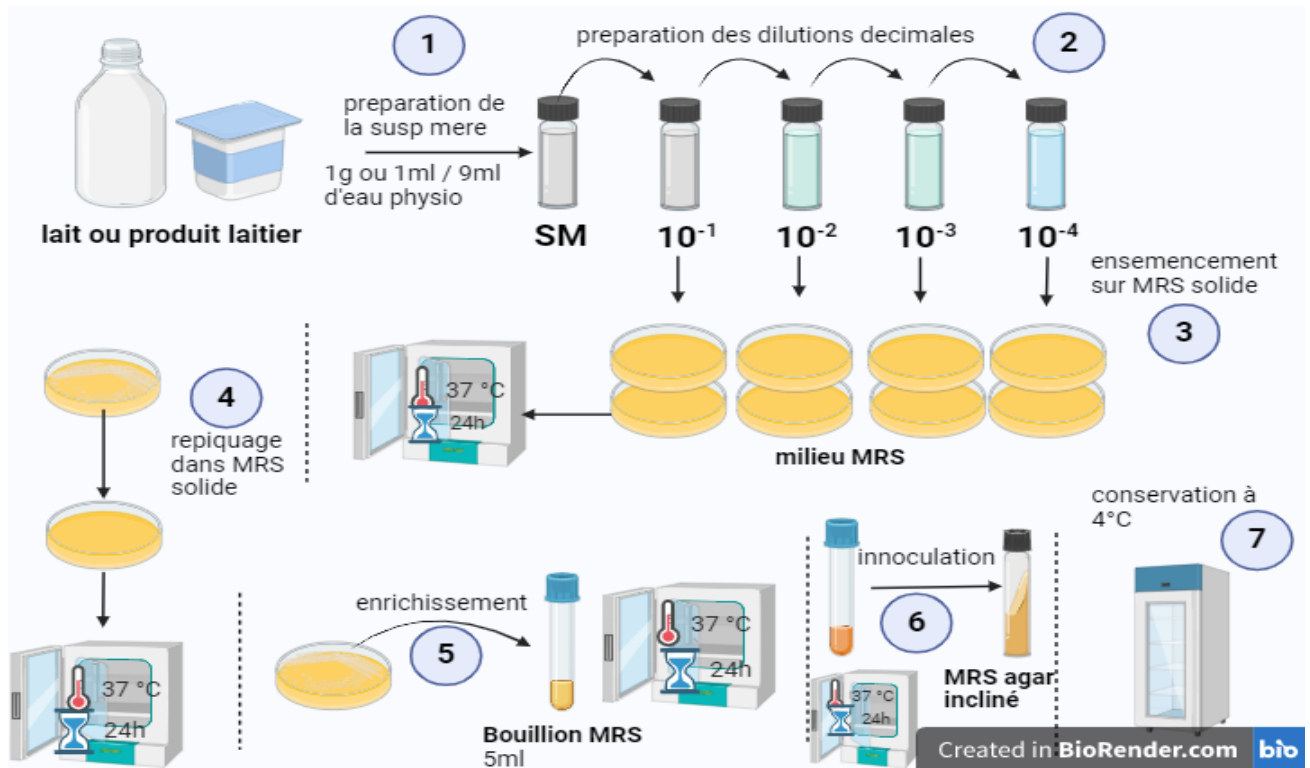 1
preparation de
la susp mere
1g ou 1ml / 9ml
d'eau physio
lait ou produit laitier
preparation des dilutions decimales
2
SM
10-1
10-2
10-3
10-4
ensemencement
sur MRS solide
3
milieu MRS
37 °C
24h
4
repiquage
dans MRS
solide
37 °C
24h
enrichissement
5
Bouillion MRS
5ml
37 °C
24h
innoculation
6
MRS agar
incliné
37 °C
24h
conservation à
4°C
7
Created in BioRender.com bio